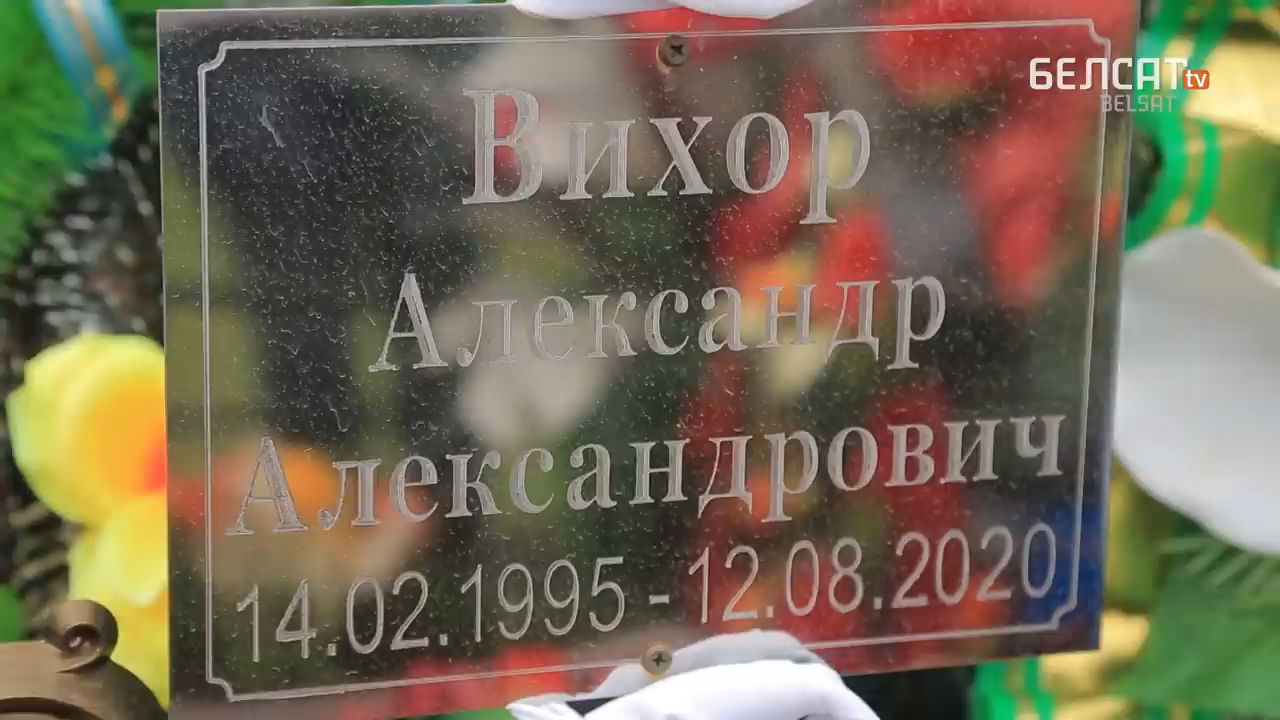 БЕЛСАТ tv
BELSAT
Вихор
Александр
Александрович
14.02.1995 - 12.08.2020